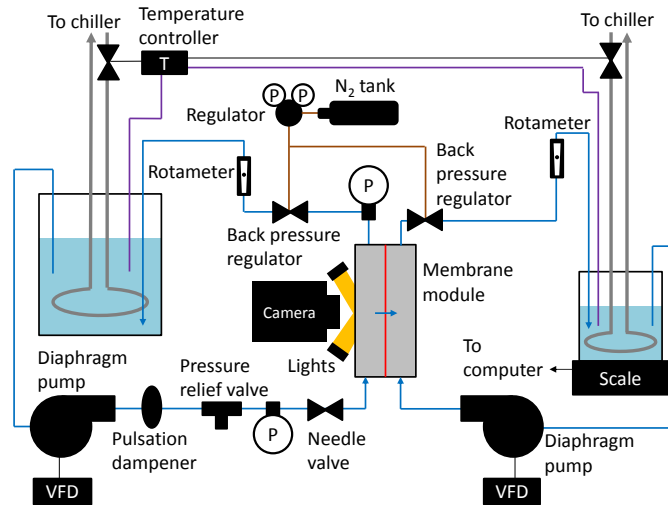 To chiller
Temperature
controller
T
To chiller
P P
N2 tank
Regulator
Rotameter
Rotameter
P
Back
pressure
regulator
Back pressure
regulator
Membrane
module
Camera
Lights
To
computer
Scale
Diaphragm
pump
Pressure
relief valve
Pulsation
dampener
P
Needle
valve
Diaphragm
pump
VFD
VFD